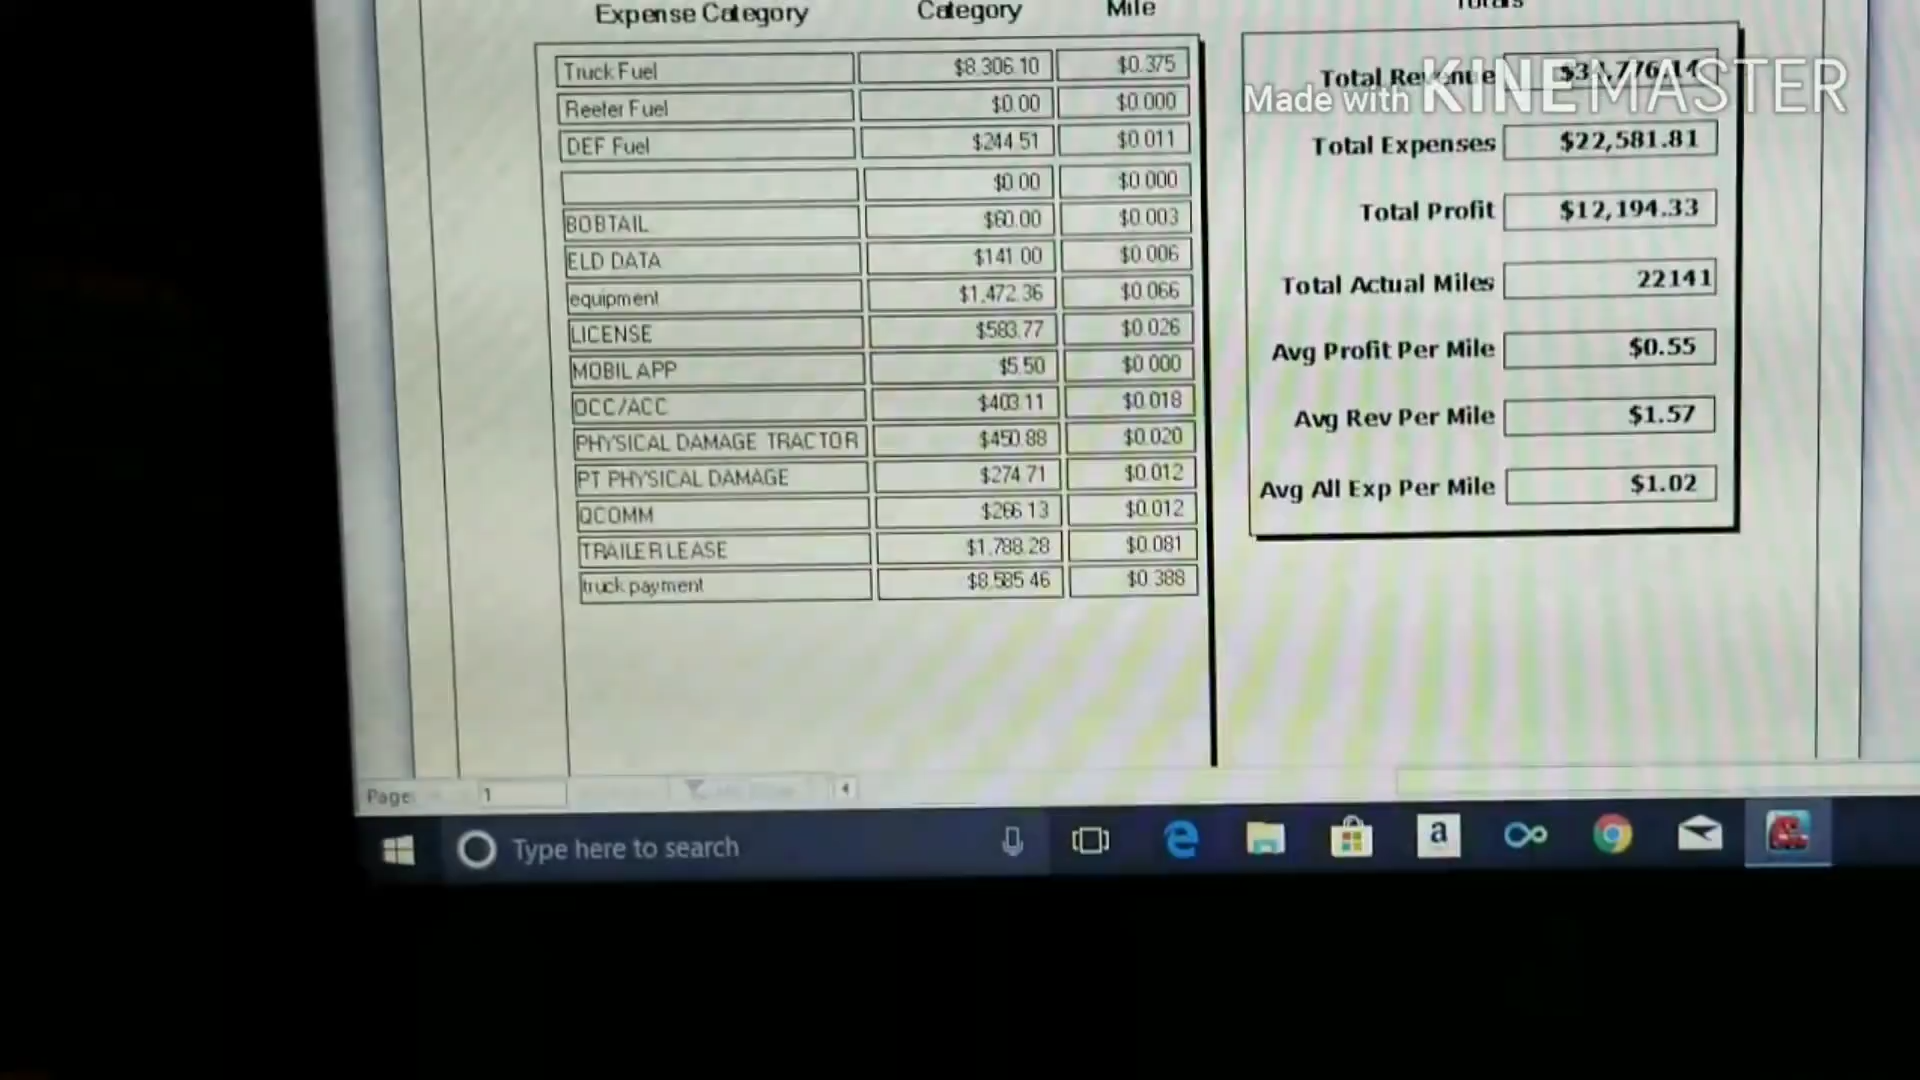 Expense Category Category Mile
Truck Fuel $8,306.10 $0.375
Reefer Fuel $0.00 $0.000
DEF Fuel $244.51 $0.011
$0.00 $0.000
BOBTAIL $60.00 $0.003
ELD DATA $141.00 $0.006
equipment $1,472.36 $0.066
LICENSE $583.77 $0.026
MOBIL APP $5.50 $0.000
OCC/ACC $403.11 $0.018
PHYSICAL DAMAGE TRACTOR $450.88 $0.020
PT PHYSICAL DAMAGE $274.71 $0.012
QCOMM $266.13 $0.012
TRAILER LEASE $1,788.28 $0.081
truck payment $8,585.46 $0.388
Totals
Total Revenue $34,776.14
Made with KINEMASTER
Total Expenses $22,581.81
Total Profit $12,194.33
Total Actual Miles 22141
Avg Profit Per Mile $0.55
Avg Rev Per Mile $1.57
Avg All Exp Per Mile $1.02
Page: 1
Type here to search
a